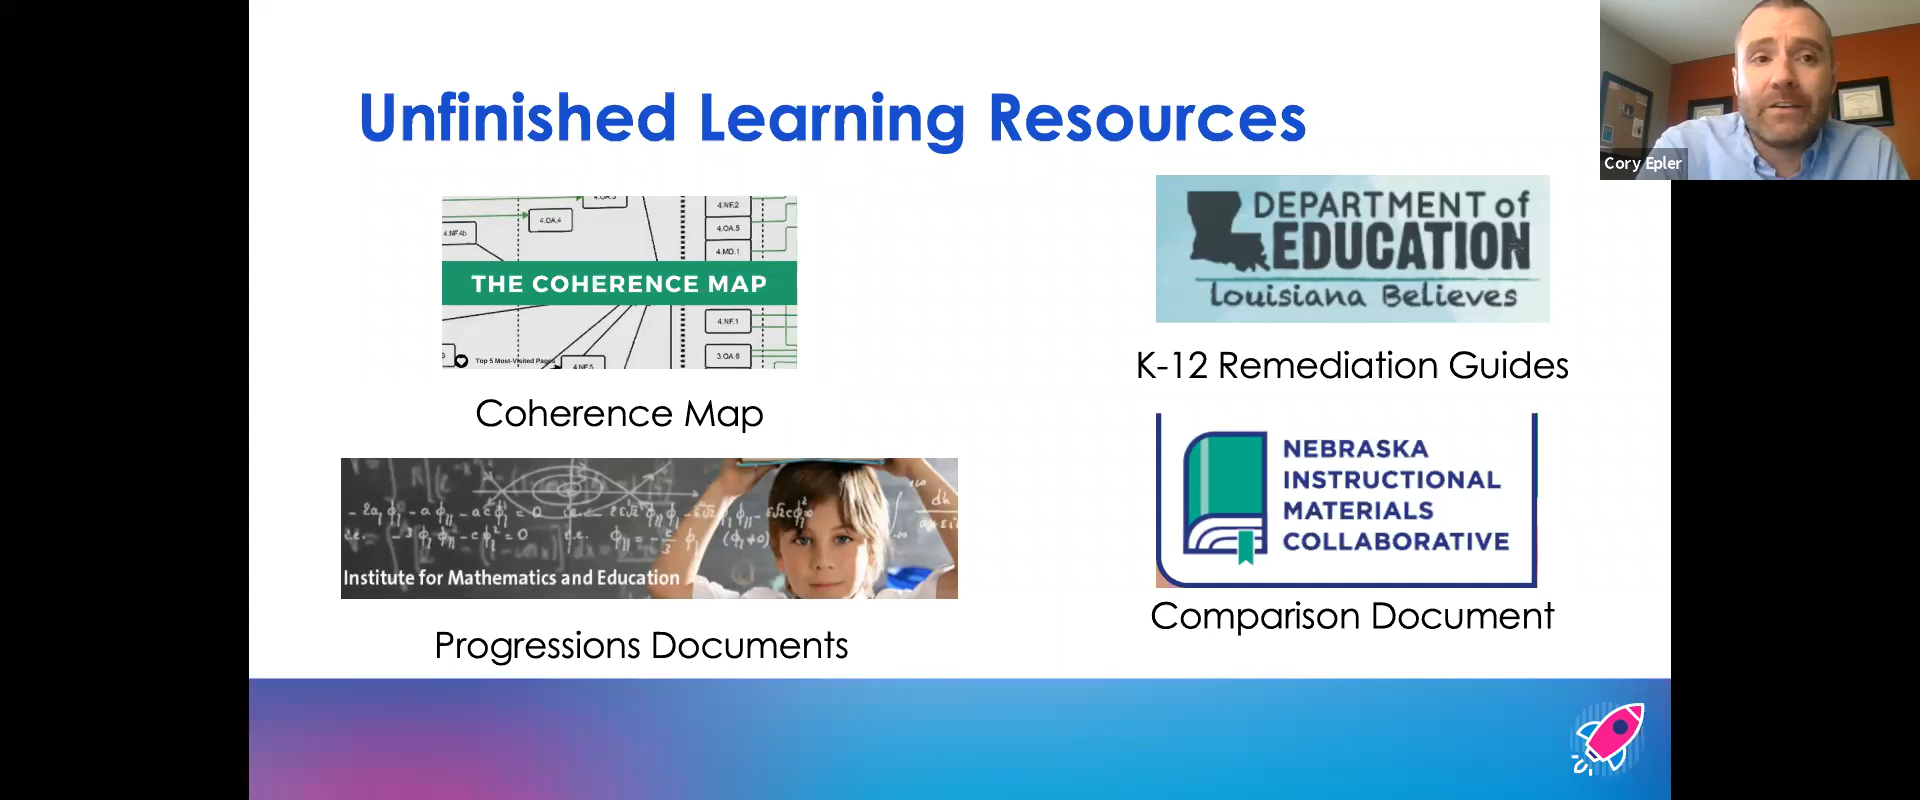 Unfinished Learning Resources
Cory Epler
4.OA.4
4.NF.2
4.OA.5
4.NF.4b
4.MD.1
THE COHERENCE MAP
4.NF.1
3.OA.6
Top 5 Most-Visited Pages
4.NF.5
Coherence Map
DEPARTMENT of
EDUCATION
Louisiana Believes
K-12 Remediation Guides
Institute for Mathematics and Education
Progressions Documents
NEBRASKA
INSTRUCTIONAL
MATERIALS
COLLABORATIVE
Comparison Document